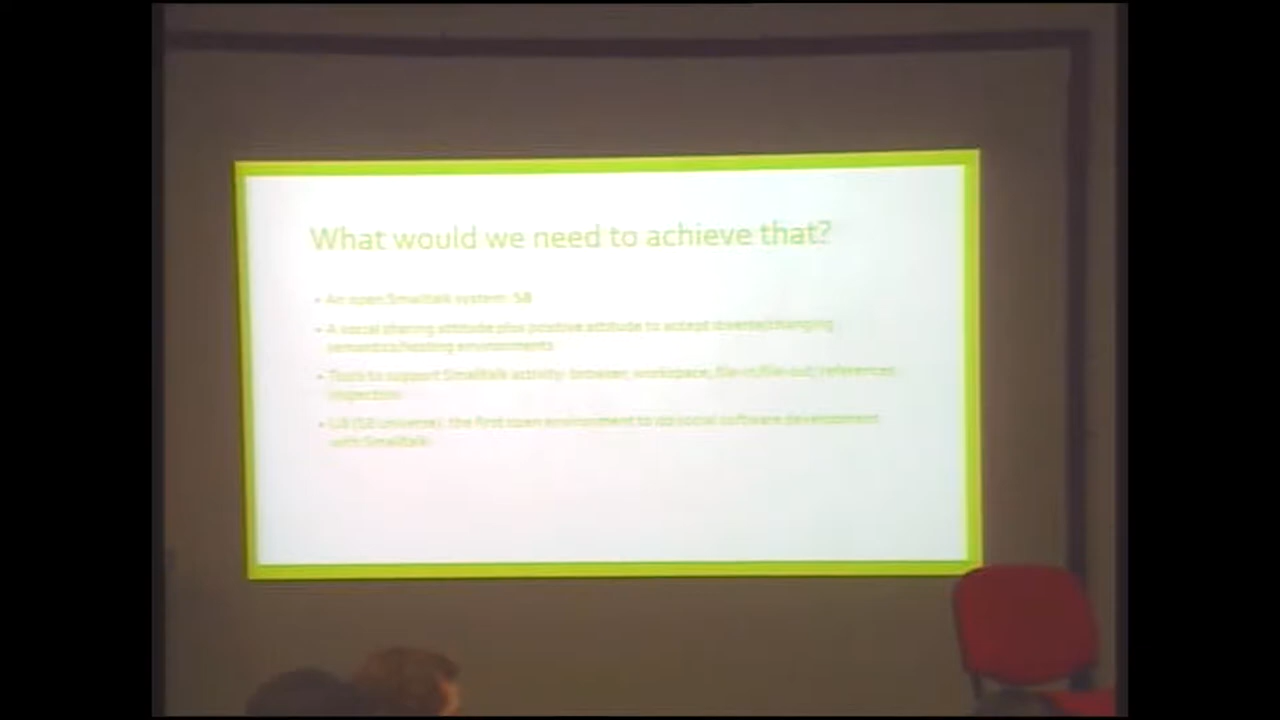 What would we need to achieve that?
• An open Smalltalk system: S8
• A social sharing attitude plus positive attitude to accept diverse/changing
semantics/hosting environments
• Tools to support Smalltalk activity: browser, workspace, file-in/file-out, references,
inspectors
• U8 (S8 universe): the first open environment to do social software development
with Smalltalk